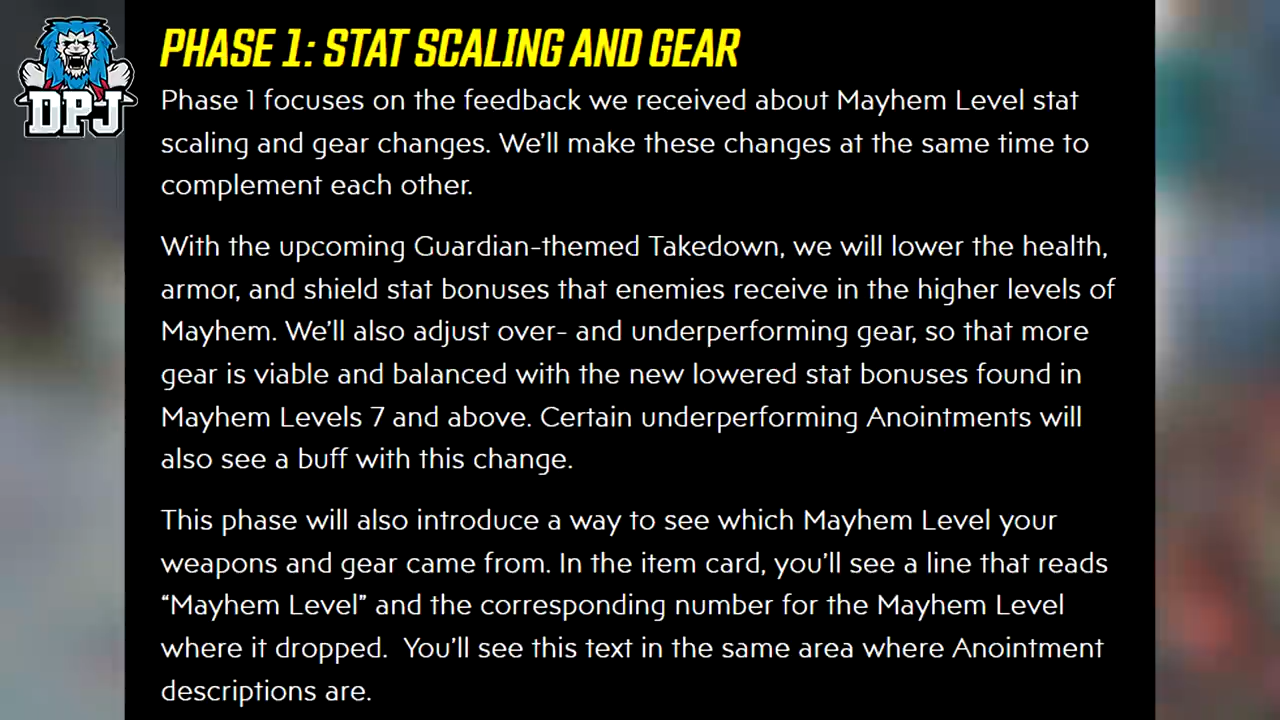 DPJ
PHASE 1: STAT SCALING AND GEAR
Phase 1 focuses on the feedback we received about Mayhem Level stat
scaling and gear changes. We'll make these changes at the same time to
complement each other.
With the upcoming Guardian-themed Takedown, we will lower the health,
armor, and shield stat bonuses that enemies receive in the higher levels of
Mayhem. We'll also adjust over- and underperforming gear, so that more
gear is viable and balanced with the new lowered stat bonuses found in
Mayhem Levels 7 and above. Certain underperforming Anointments will
also see a buff with this change.
This phase will also introduce a way to see which Mayhem Level your
weapons and gear came from. In the item card, you'll see a line that reads
“Mayhem Level” and the corresponding number for the Mayhem Level
where it dropped.  You'll see this text in the same area where Anointment
descriptions are.